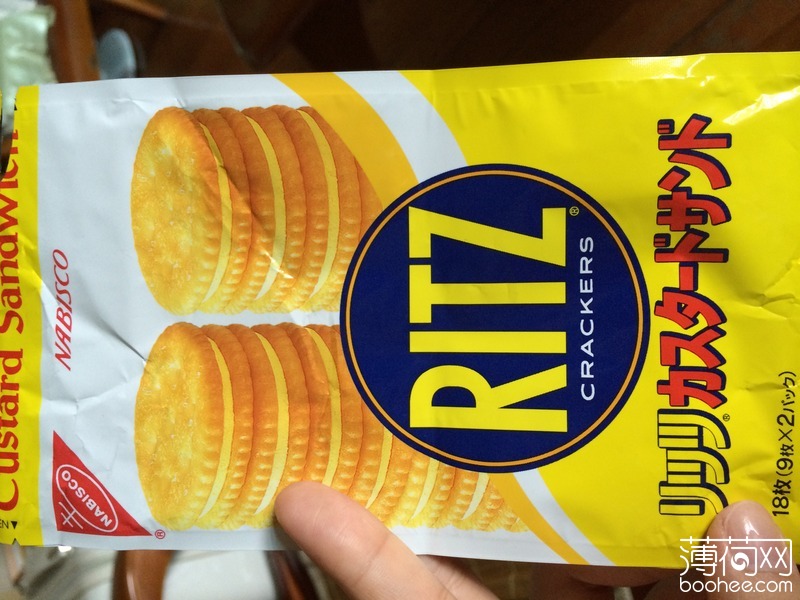 Custard Sandwich
NABISCO
NABISCO
®
RITZ®
CRACKERS
リッツ®カスタードサンド
18枚(9枚×2パック)
薄荷网
boohee.com